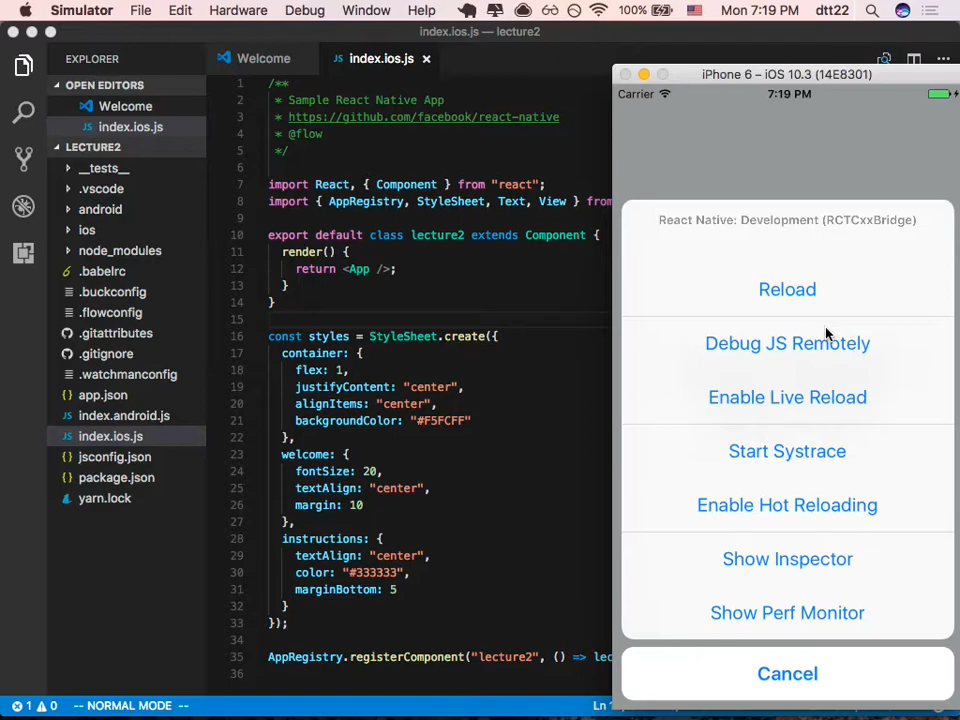 Simulator File Edit Hardware Debug Window Help 100% Mon 7:19 PM dtt22
index.ios.js — lecture2
EXPLORER
OPEN EDITORS
Welcome
index.ios.js
LECTURE2
__tests__
.vscode
android
ios
node_modules
.babelrc
.buckconfig
.flowconfig
.gitattributes
.gitignore
.watchmanconfig
app.json
index.android.js
index.ios.js
jsconfig.json
package.json
yarn.lock
Welcome
index.ios.js
1 /**
2 * Sample React Native App
3 * https://github.com/facebook/react-native
4 * @flow
5 */
6
7 import React, { Component } from "react";
8 import { AppRegistry, StyleSheet, Text, View } from
9
10 export default class lecture2 extends Component {
11 render() {
12 return <App />;
13 }
14 }
15
16 const styles = StyleSheet.create({
17 container: {
18 flex: 1,
19 justifyContent: "center",
20 alignItems: "center",
21 backgroundColor: "#F5FCFF"
22 },
23 welcome: {
24 fontSize: 20,
25 textAlign: "center",
26 margin: 10
27 },
28 instructions: {
29 textAlign: "center",
30 color: "#333333",
31 marginBottom: 5
32 }
33 });
34
35 AppRegistry.registerComponent("lecture2", () => lec
36
1 0 -- NORMAL MODE --
Ln
iPhone 6 – iOS 10.3 (14E8301)
Carrier 7:19 PM
React Native: Development (RCTCxxBridge)
Reload
Debug JS Remotely
Enable Live Reload
Start Systrace
Enable Hot Reloading
Show Inspector
Show Perf Monitor
Cancel